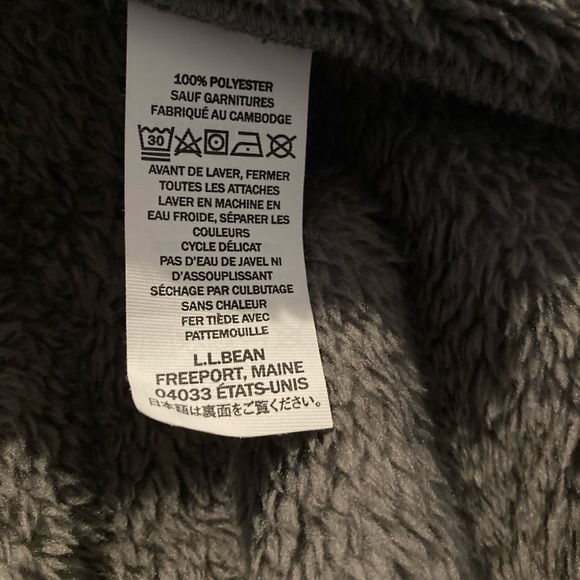 100% POLYESTER
SAUF GARNITURES
FABRIQUÉ AU CAMBODGE
30
AVANT DE LAVER, FERMER
TOUTES LES ATTACHES
LAVER EN MACHINE EN
EAU FROIDE, SÉPARER LES
COULEURS
CYCLE DÉLICAT
PAS D'EAU DE JAVEL NI
D'ASSOUPLISSANT
SÉCHAGE PAR CULBUTAGE
SANS CHALEUR
FER TIÈDE AVEC
PATTEMOUILLE
L.L.BEAN
FREEPORT, MAINE
04033 ÉTATS-UNIS
日本語は裏面をご覧ください。